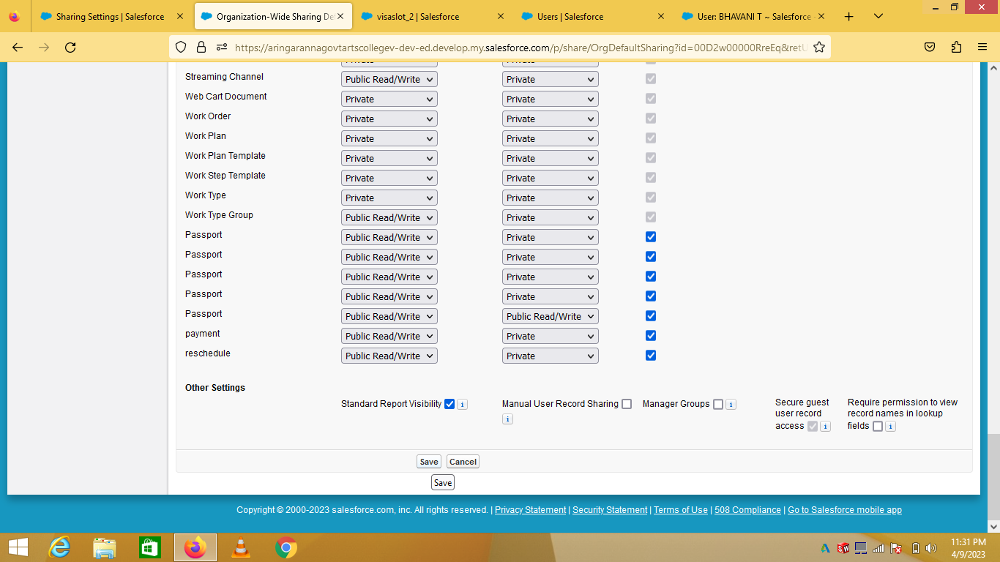 Sharing Settings | Salesforce
Organization-Wide Sharing De
visaslot_2 | Salesforce
Users | Salesforce
User: BHAVANI T ~ Salesforce -
https://aringarannagovtartscollegev-dev-ed.develop.my.salesforce.com/p/share/OrgDefaultSharing?id=00D2w00000RreEq&retU
Streaming Channel Public Read/Write Private
Web Cart Document Private Private
Work Order Private Private
Work Plan Private Private
Work Plan Template Private Private
Work Step Template Private Private
Work Type Private Private
Work Type Group Public Read/Write Private
Passport Public Read/Write Private
Passport Public Read/Write Private
Passport Public Read/Write Private
Passport Public Read/Write Private
Passport Public Read/Write Public Read/Write
payment Public Read/Write Private
reschedule Public Read/Write Private
Other Settings
Standard Report Visibility
Manual User Record Sharing
Manager Groups
Secure guest
user record
access
Require permission to view
record names in lookup
fields
Save Cancel
Save
Copyright © 2000-2023 salesforce.com, inc. All rights reserved. | Privacy Statement | Security Statement | Terms of Use | 508 Compliance | Go to Salesforce mobile app
11:31 PM
4/9/2023